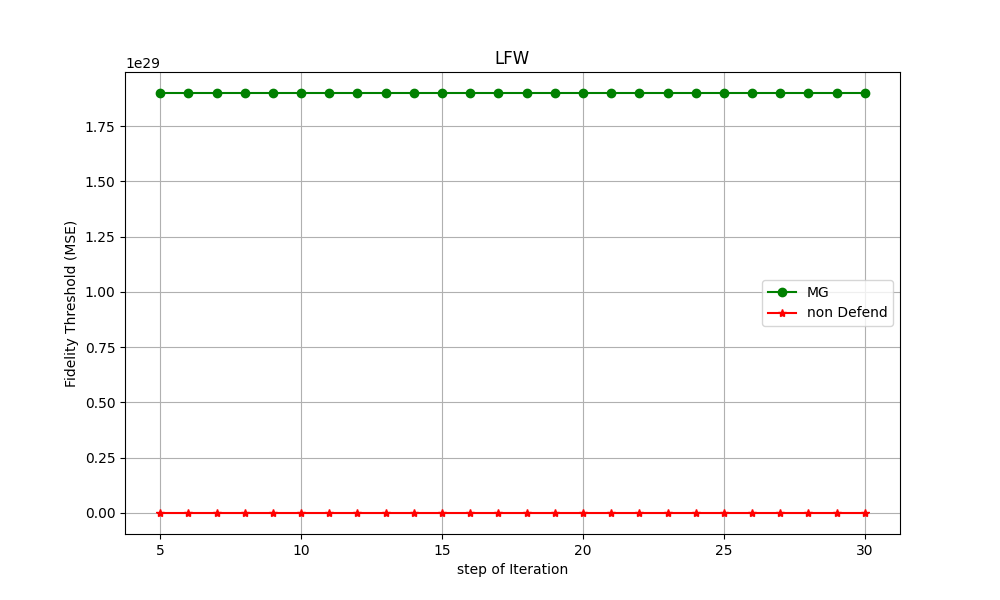 LFW
1e29
1.75
1.50
1.25
1.00
0.75
0.50
0.25
0.00
Fidelity Threshold (MSE)
MG
non Defend
5 10 15 20 25 30
step of Iteration